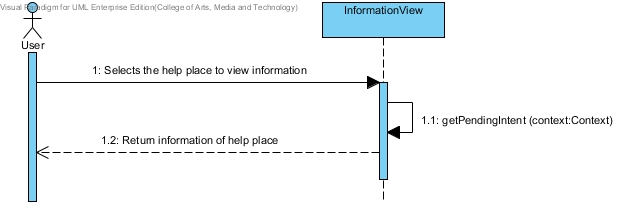 Visual Paradigm for UML Enterprise Edition(College of Arts, Media and Technology)
InformationView
User
1: Selects the help place to view information
1.1: getPendingIntent (context:Context)
1.2: Return information of help place